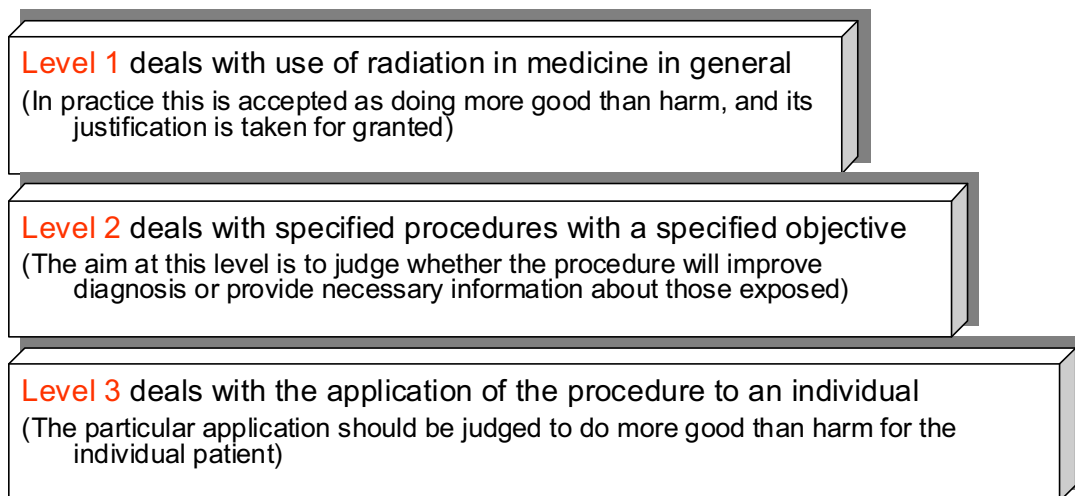 Level 1 deals with use of radiation in medicine in general
(In practice this is accepted as doing more good than harm, and its
justification is taken for granted)
Level 2 deals with specified procedures with a specified objective
(The aim at this level is to judge whether the procedure will improve
diagnosis or provide necessary information about those exposed)
Level 3 deals with the application of the procedure to an individual
(The particular application should be judged to do more good than harm for the
individual patient)